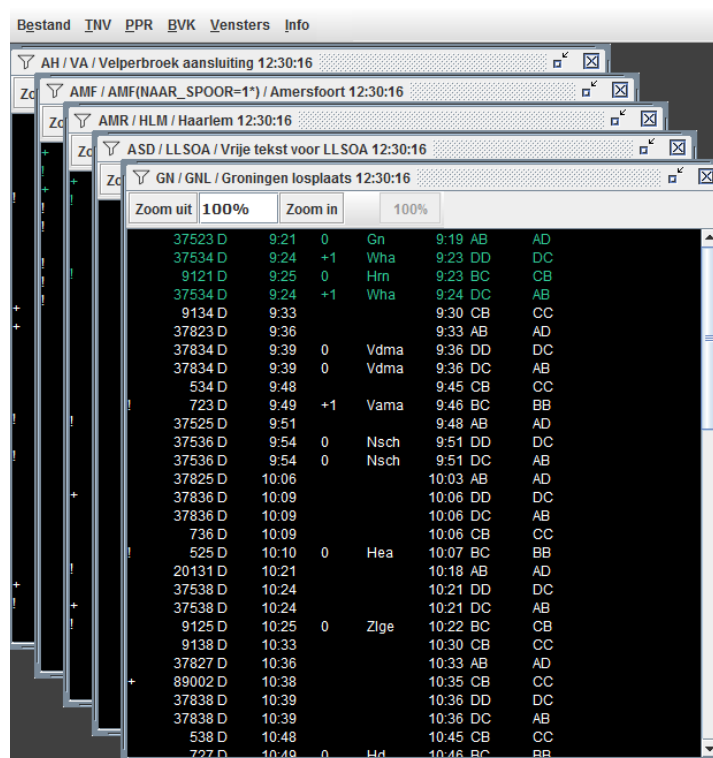 Bestand TNV PPR BVK Vensters Info
AH / VA / Velperbroek aansluiting 12:30:16
AMF / AMF(NAAR_SPOOR=1*) / Amersfoort 12:30:16
AMR / HLM / Haarlem 12:30:16
ASD / LLSOA / Vrije tekst voor LLSOA 12:30:16
GN / GNL / Groningen losplaats 12:30:16
Zoom uit 100% Zoom in 100%
37523 D 9:21 0 Gn 9:19 AB AD
37534 D 9:24 +1 Wha 9:23 DD DC
9121 D 9:25 0 Hrn 9:23 BC CB
37534 D 9:24 +1 Wha 9:24 DC AB
9134 D 9:33 9:30 CB CC
37823 D 9:36 9:33 AB AD
37834 D 9:39 0 Vdma 9:36 DD DC
37834 D 9:39 0 Vdma 9:36 DC AB
534 D 9:48 9:45 CB CC
! 723 D 9:49 +1 Vama 9:46 BC BB
37525 D 9:51 9:48 AB AD
37536 D 9:54 0 Nsch 9:51 DD DC
37536 D 9:54 0 Nsch 9:51 DC AB
37825 D 10:06 10:03 AB AD
37836 D 10:09 10:06 DD DC
37836 D 10:09 10:06 DC AB
736 D 10:09 10:06 CB CC
! 525 D 10:10 0 Hea 10:07 BC BB
20131 D 10:21 10:18 AB AD
37538 D 10:24 10:21 DD DC
37538 D 10:24 10:21 DC AB
9125 D 10:25 0 Zlge 10:22 BC CB
9138 D 10:33 10:30 CB CC
37827 D 10:36 10:33 AB AD
+ 89002 D 10:38 10:35 CB CC
37838 D 10:39 10:36 DD DC
37838 D 10:39 10:36 DC AB
538 D 10:48 10:45 CB CC
727 D 10:49 0 Hd 10:46 BC BB